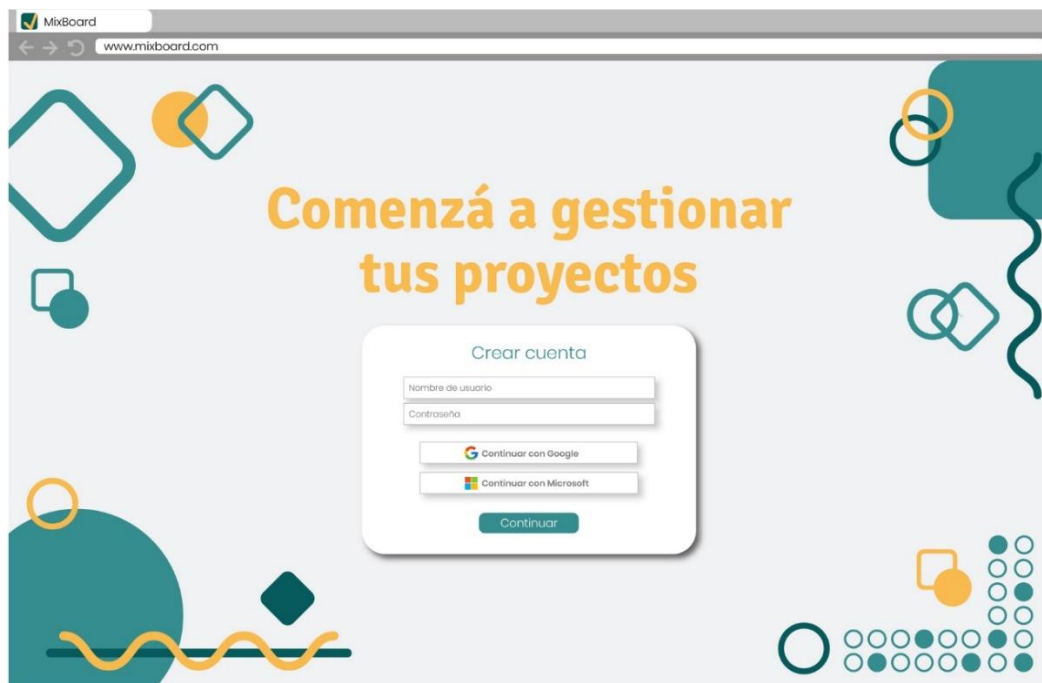 MixBoard
www.mixboard.com
Comenzá a gestionar
tus proyectos
Crear cuenta
Nombre de usuario
Contraseña
Continuar con Google
Continuar con Microsoft
Continuar